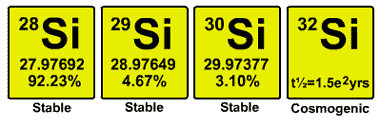 28Si 29Si 30Si 32Si
27.97692 28.97649 29.97377
92.23% 4.67% 3.10% t½=1.5e²yrs
Stable Stable Stable Cosmogenic